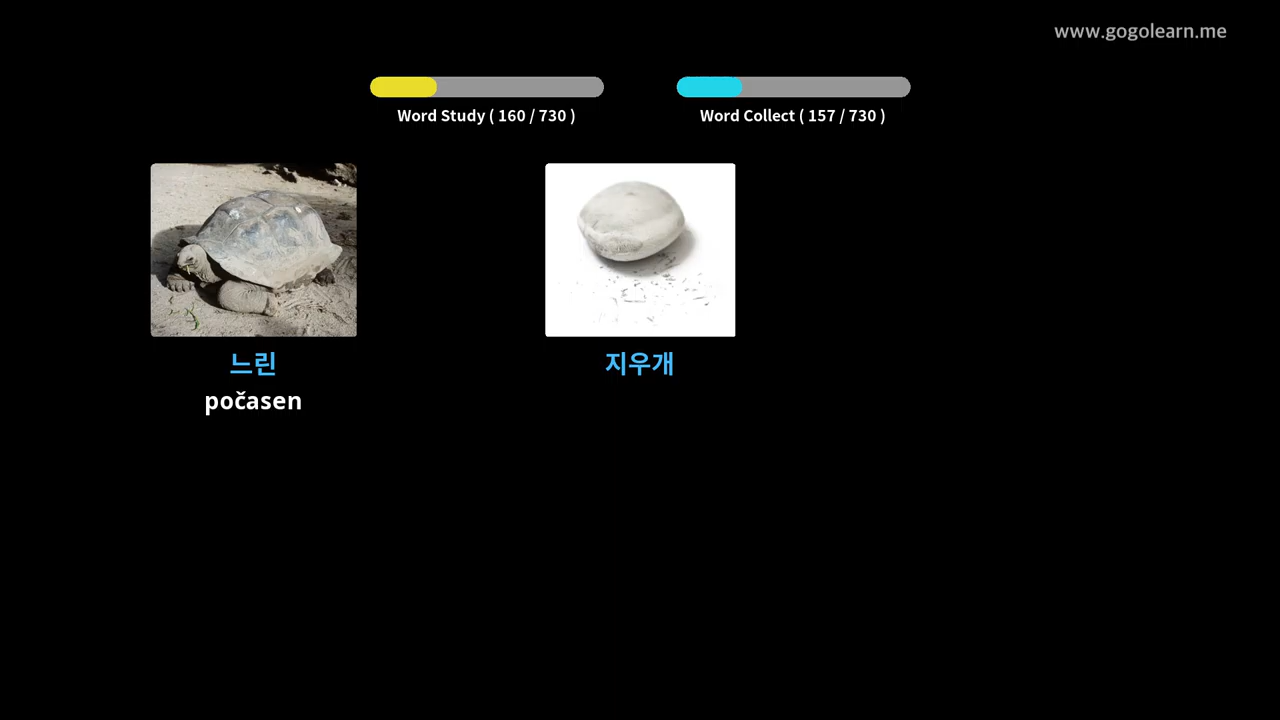 www.gogolearn.me
Word Study ( 160 / 730 )
Word Collect ( 157 / 730 )
느린
počasen
지우개